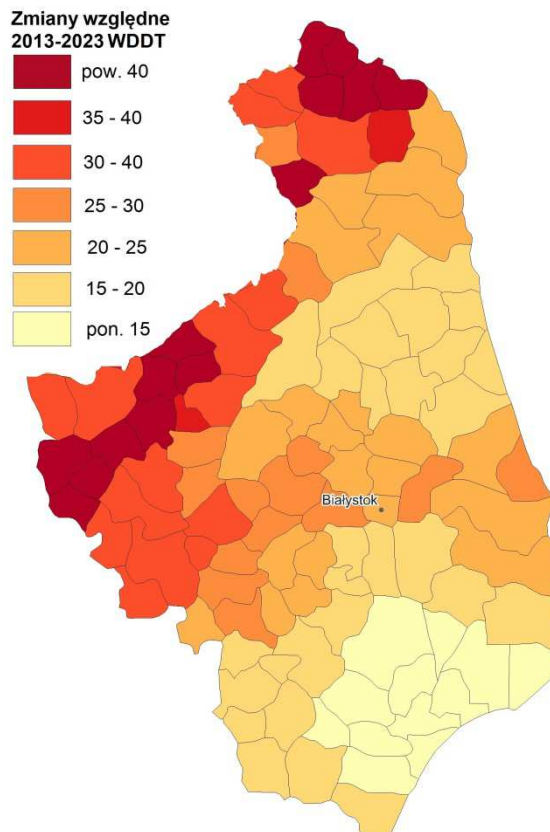 Zmiany względne
2013-2023 WDDT
pow. 40
35 - 40
30 - 40
25 - 30
20 - 25
15 - 20
pon. 15
Białystok